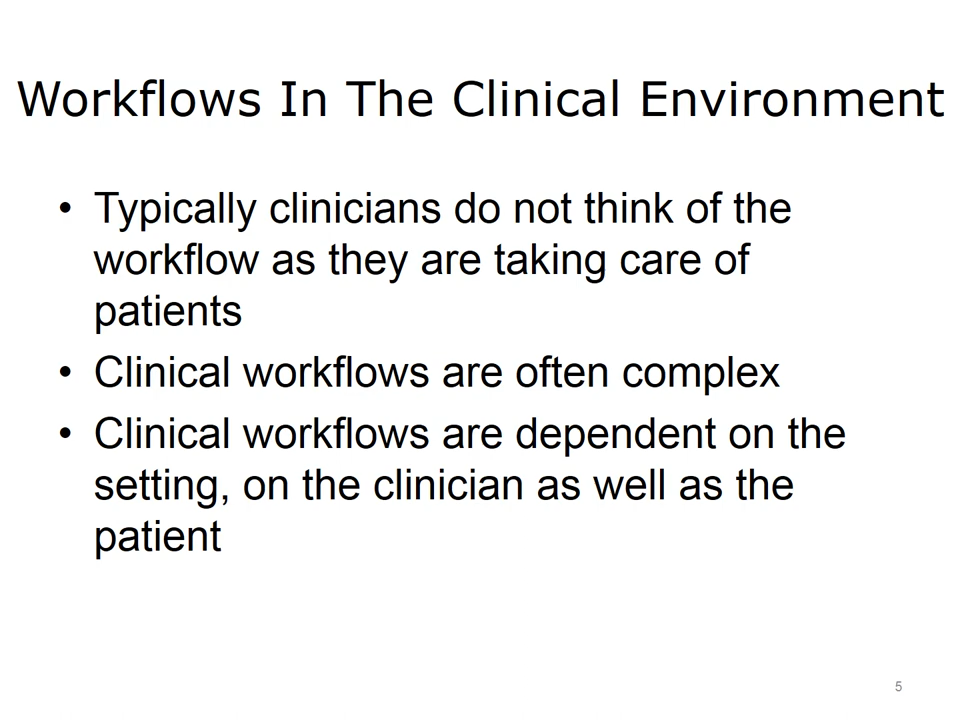 Workflows In The Clinical Environment
• Typically clinicians do not think of the
workflow as they are taking care of
patients
• Clinical workflows are often complex
• Clinical workflows are dependent on the
setting, on the clinician as well as the
patient
5